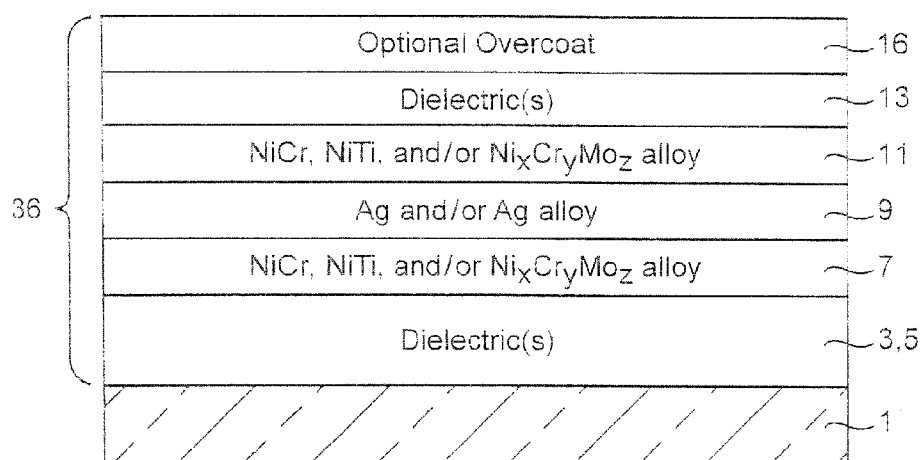 Optional Overcoat 16
Dielectric(s) 13
NiCr, NiTi, and/or NixCryMoz alloy 11
36
Ag and/or Ag alloy 9
NiCr, NiTi, and/or NixCryMoz alloy 7
Dielectric(s) 3,5
1